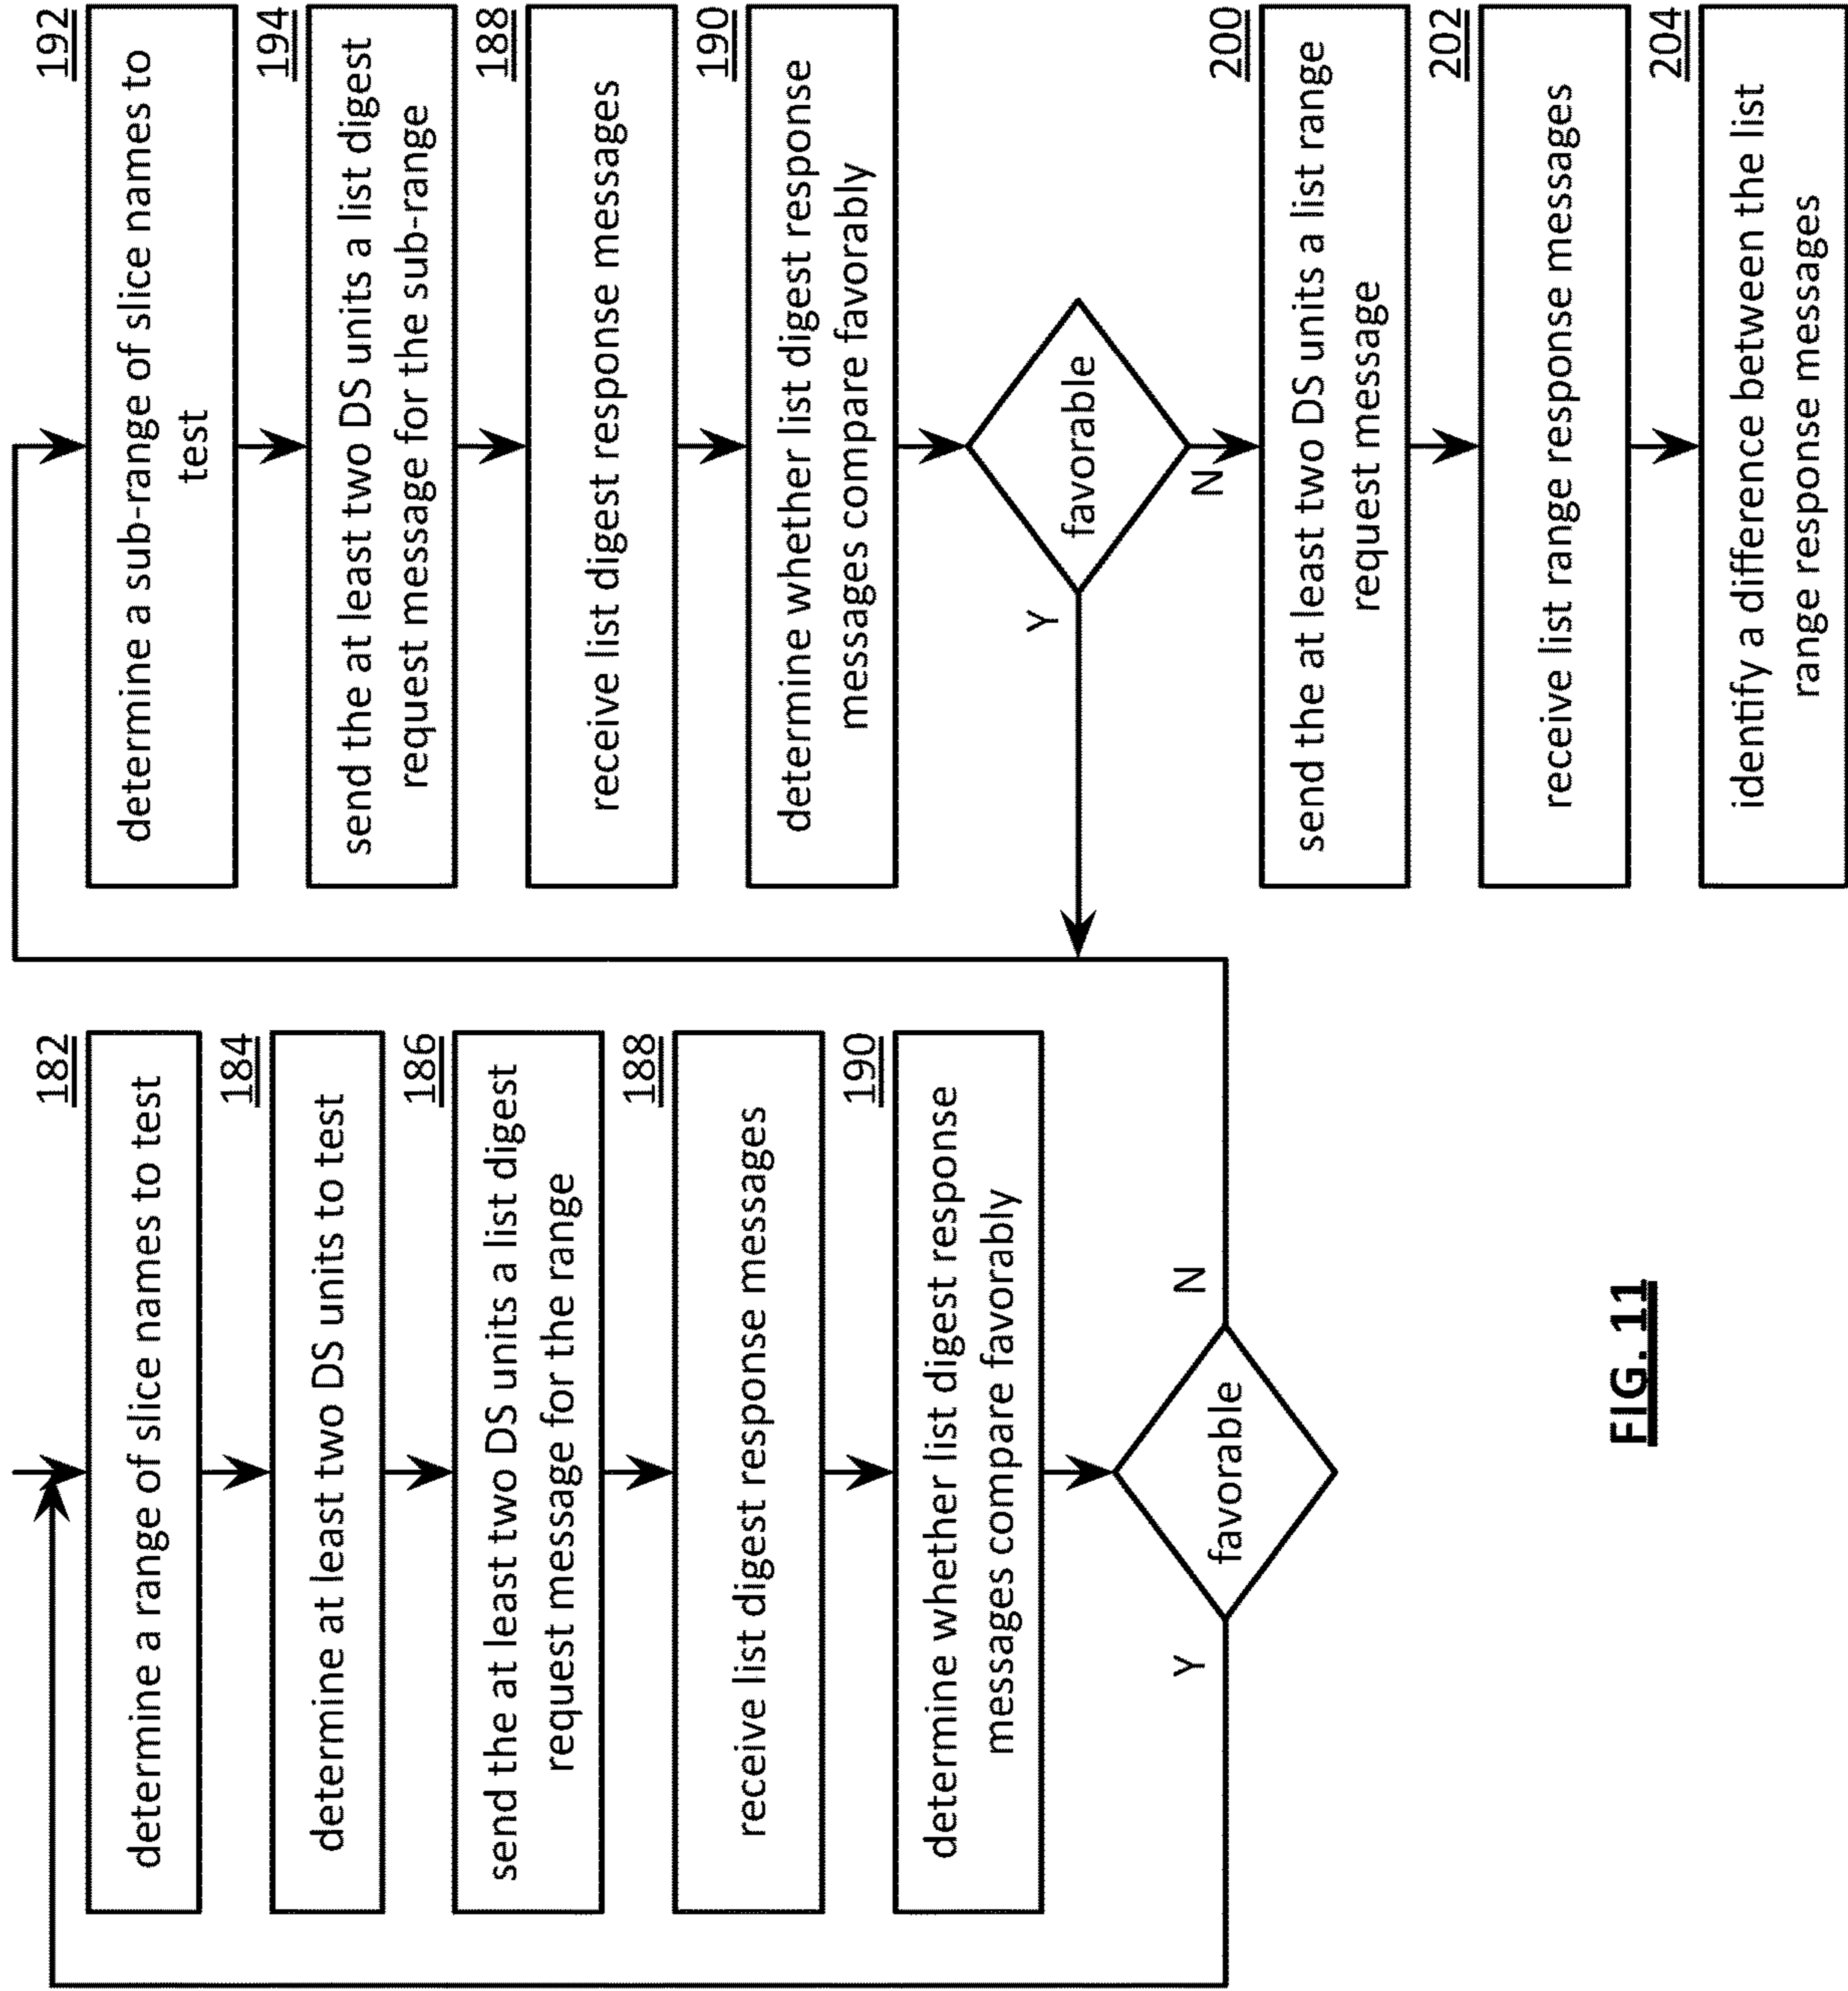 182
determine a range of slice names to test
184
determine at least two DS units to test
186
send the at least two DS units a list digest
request message for the range
188
receive list digest response messages
190
determine whether list digest response
messages compare favorably
favorable
Y
N
192
determine a sub-range of slice names to
test
194
send the at least two DS units a list digest
request message for the sub-range
188
receive list digest response messages
190
determine whether list digest response
messages compare favorably
favorable
Y
N
200
send the at least two DS units a list range
request message
202
receive list range response messages
204
identify a difference between the list
range response messages
FIG. 11